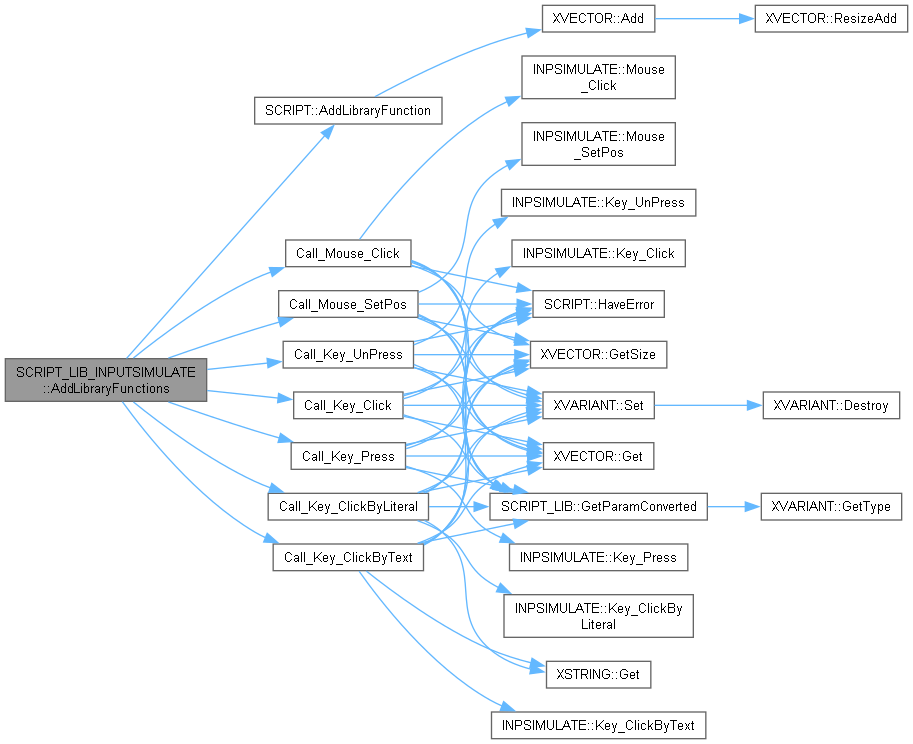 SCRIPT_LIB_INPUTSIMULATE
::AddLibraryFunctions
SCRIPT::AddLibraryFunction
Call_Mouse_Click
Call_Mouse_SetPos
Call_Key_UnPress
Call_Key_Click
Call_Key_Press
Call_Key_ClickByLiteral
Call_Key_ClickByText
XVECTOR::Add
INPSIMULATE::Mouse
_Click
INPSIMULATE::Mouse
_SetPos
INPSIMULATE::Key_UnPress
INPSIMULATE::Key_Click
SCRIPT::HaveError
XVECTOR::GetSize
XVARIANT::Set
XVECTOR::Get
SCRIPT_LIB::GetParamConverted
INPSIMULATE::Key_Press
INPSIMULATE::Key_ClickBy
Literal
XSTRING::Get
INPSIMULATE::Key_ClickByText
XVECTOR::ResizeAdd
XVARIANT::Destroy
XVARIANT::GetType